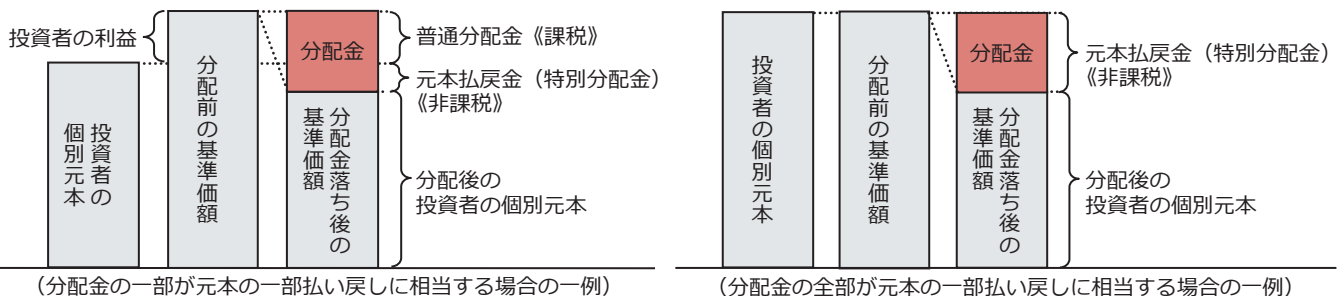 投資者の利益
投資者の
個別元本
分配前の基準価額
分配金
分配金落ち後の
基準価額
普通分配金《課税》
元本払戻金（特別分配金）
《非課税》
分配後の
投資者の個別元本
（分配金の一部が元本の一部払い戻しに相当する場合の一例）
投資者の個別元本
分配前の基準価額
分配金
分配金落ち後の
基準価額
元本払戻金（特別分配金）
《非課税》
分配後の
投資者の個別元本
（分配金の全部が元本の一部払い戻しに相当する場合の一例）